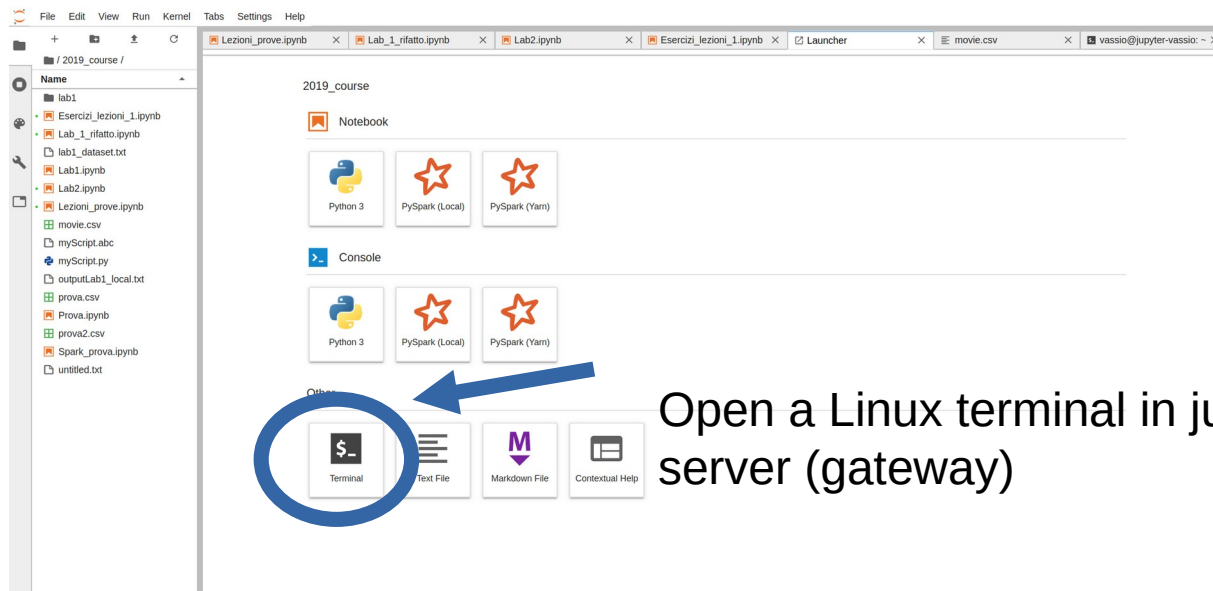 File Edit View Run Kernel Tabs Settings Help
Lezioni_prove.ipynb Lab_1_rifatto.ipynb Lab2.ipynb Esercizi_lezioni_1.ipynb Launcher movie.csv vassio@jupyter-vassio: ~
/ 2019_course /
Name
lab1
Esercizi_lezioni_1.ipynb
Lab_1_rifatto.ipynb
lab1_dataset.txt
Lab1.ipynb
Lab2.ipynb
Lezioni_prove.ipynb
movie.csv
myScript.abc
myScript.py
outputLab1_local.txt
prova.csv
Prova.ipynb
prova2.csv
Spark_prova.ipynb
untitled.txt
2019_course
Notebook
Python 3 PySpark (Local) PySpark (Yarn)
Console
Python 3 PySpark (Local) PySpark (Yarn)
Other
$_ M
Terminal Text File Markdown File Contextual Help
Open a Linux terminal in
server (gateway)